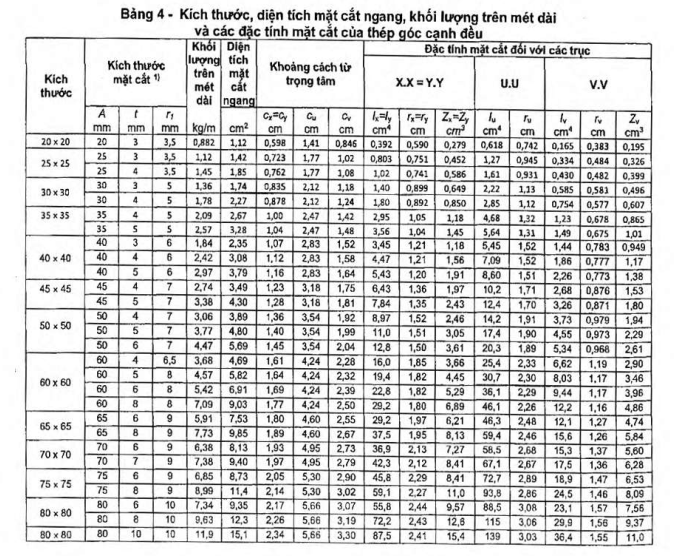 Bảng 4 - Kích thước, diện tích mặt cắt ngang, khối lượng trên mét dài
và các đặc tính mặt cắt của thép góc cạnh đều
Kích thước
Kích thước mặt cắt 1)
Khối lượng trên mét dài
Diện tích mặt cắt ngang
Khoảng cách từ trọng tâm
Đặc tính mặt cắt đối với các trục
X.X = Y.Y
U.U
V.V
A t r1 cx=cy cu cv Ix=Iy rx=ry Zx=Zy Iu ru Iv rv Zv
mm mm mm kg/m cm2 cm cm cm cm4 cm cm3 cm4 cm cm4 cm cm3
20 x 20 20 3 3,5 0,882 1,12 0,598 1,41 0,846 0,392 0,590 0,279 0,618 0,742 0,165 0,383 0,195
25 x 25 25 3 3,5 1,12 1,42 0,723 1,77 1,02 0,803 0,751 0,452 1,27 0,945 0,334 0,484 0,326
25 4 3,5 1,45 1,85 0,762 1,77 1,08 1,02 0,741 0,586 1,61 0,931 0,430 0,482 0,399
30 x 30 30 3 5 1,36 1,74 0,835 2,12 1,18 1,40 0,899 0,649 2,22 1,13 0,585 0,581 0,496
30 4 5 1,78 2,27 0,878 2,12 1,24 1,80 0,892 0,850 2,85 1,12 0,754 0,577 0,607
35 x 35 35 4 5 2,09 2,67 1,00 2,47 1,42 2,95 1,05 1,18 4,68 1,32 1,23 0,678 0,865
35 5 5 2,57 3,28 1,04 2,47 1,48 3,56 1,04 1,45 5,64 1,31 1,49 0,675 1,01
40 x 40 40 3 6 1,84 2,35 1,07 2,83 1,52 3,45 1,21 1,18 5,45 1,52 1,44 0,783 0,949
40 4 6 2,42 3,08 1,12 2,83 1,58 4,47 1,21 1,56 7,09 1,52 1,86 0,777 1,17
40 5 6 2,97 3,79 1,16 2,83 1,64 5,43 1,20 1,91 8,60 1,51 2,26 0,773 1,38
45 x 45 45 4 7 2,74 3,49 1,23 3,18 1,75 6,43 1,36 1,97 10,2 1,71 2,68 0,876 1,53
45 5 7 3,38 4,30 1,28 3,18 1,81 7,84 1,35 2,43 12,4 1,70 3,26 0,871 1,80
50 x 50 50 4 7 3,06 3,89 1,36 3,54 1,92 8,97 1,52 2,46 14,2 1,91 3,73 0,979 1,94
50 5 7 3,77 4,80 1,40 3,54 1,99 11,0 1,51 3,05 17,4 1,90 4,55 0,973 2,29
50 6 7 4,47 5,69 1,45 3,54 2,04 12,8 1,50 3,61 20,3 1,89 5,34 0,968 2,61
60 x 60 60 4 6,5 3,68 4,69 1,61 4,24 2,28 16,0 1,85 3,66 25,4 2,33 6,62 1,19 2,90
60 5 8 4,57 5,82 1,64 4,24 2,32 19,4 1,82 4,45 30,7 2,30 8,03 1,17 3,46
60 6 8 5,42 6,91 1,69 4,24 2,39 22,8 1,82 5,29 36,1 2,29 9,44 1,17 3,96
60 8 8 7,09 9,03 1,77 4,24 2,50 29,2 1,80 6,89 46,1 2,26 12,2 1,16 4,86
65 x 65 65 6 9 5,91 7,53 1,80 4,60 2,55 29,2 1,97 6,21 46,3 2,48 12,1 1,27 4,74
65 8 9 7,73 9,85 1,89 4,60 2,67 37,5 1,95 8,13 59,4 2,46 15,6 1,26 5,84
70 x 70 70 6 9 6,38 8,13 1,93 4,95 2,73 36,9 2,13 7,27 58,5 2,68 15,3 1,37 5,60
70 7 9 7,38 9,40 1,97 4,95 2,79 42,3 2,12 8,41 67,1 2,67 17,5 1,36 6,28
75 x 75 75 6 9 6,85 8,73 2,05 5,30 2,90 45,8 2,29 8,41 72,7 2,89 18,9 1,47 6,53
75 8 9 8,99 11,4 2,14 5,30 3,02 59,1 2,27 11,0 93,8 2,86 24,5 1,46 8,09
80 x 80 80 6 10 7,34 9,35 2,17 5,66 3,07 55,8 2,44 9,57 88,5 3,08 23,1 1,57 7,56
80 8 10 9,63 12,3 2,26 5,66 3,19 72,2 2,43 12,6 115 3,06 29,9 1,56 9,37
80 x 80 80 10 10 11,9 15,1 2,34 5,66 3,30 87,5 2,41 15,4 139 3,03 36,4 1,55 11,0